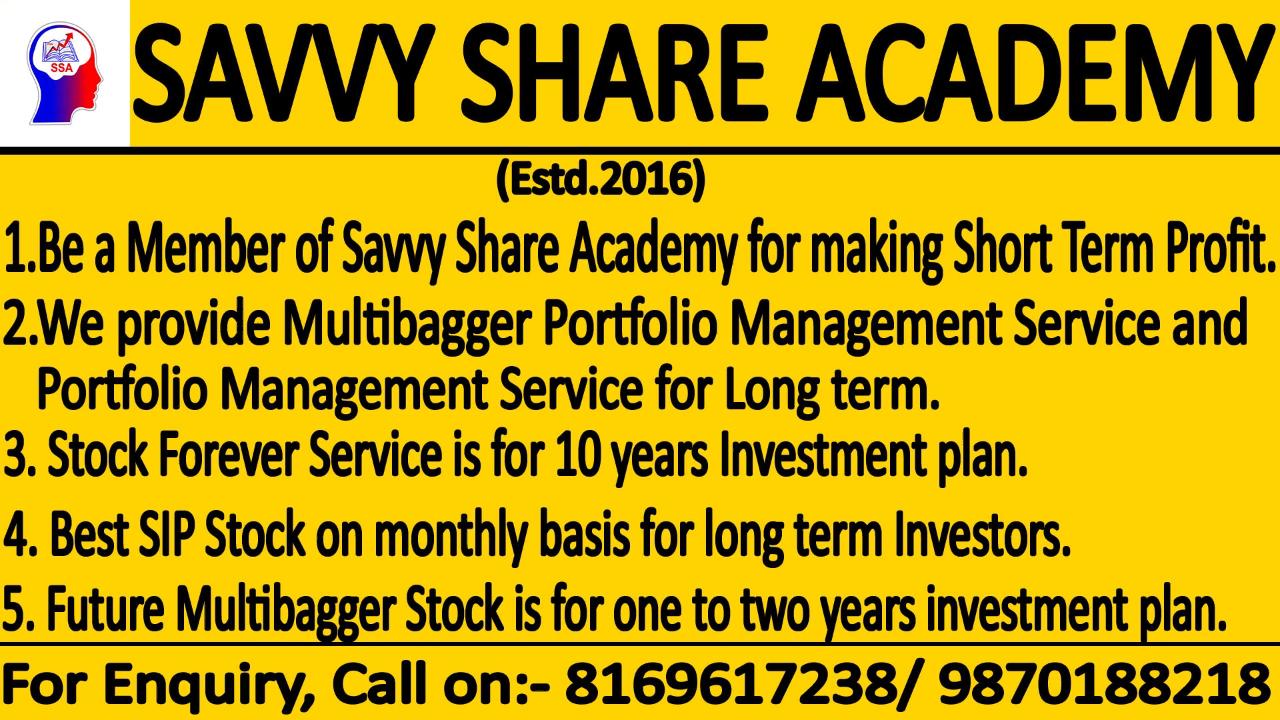 SSA
SAVVY SHARE ACADEMY
(Estd.2016)
1.Be a Member of Savvy Share Academy for making Short Term Profit.
2.We provide Multibagger Portfolio Management Service and
Portfolio Management Service for Long term.
3. Stock Forever Service is for 10 years Investment plan.
4. Best SIP Stock on monthly basis for long term Investors.
5. Future Multibagger Stock is for one to two years investment plan.
For Enquiry, Call on:- 8169617238/ 9870188218